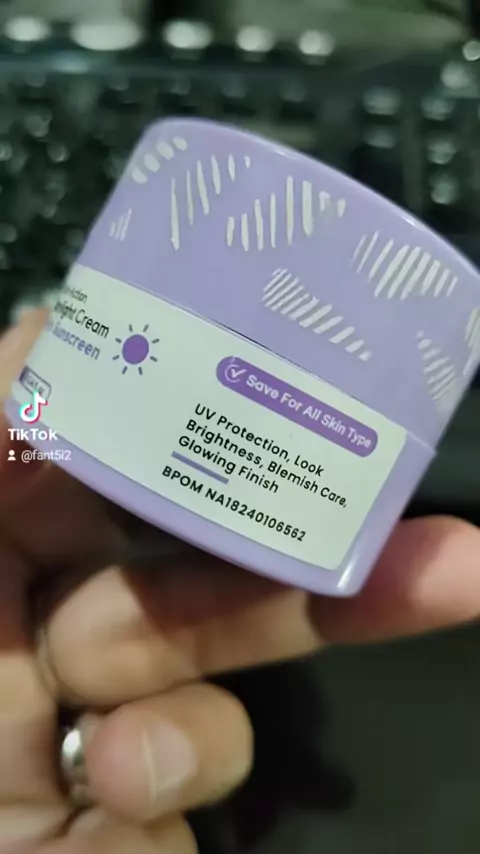 Cream
Sunscreen
Save For All Skin Type
UV Protection, Look
Brightness, Blemish Care,
Glowing Finish
BPOM NA18240106562
TikTok
@fant5i2